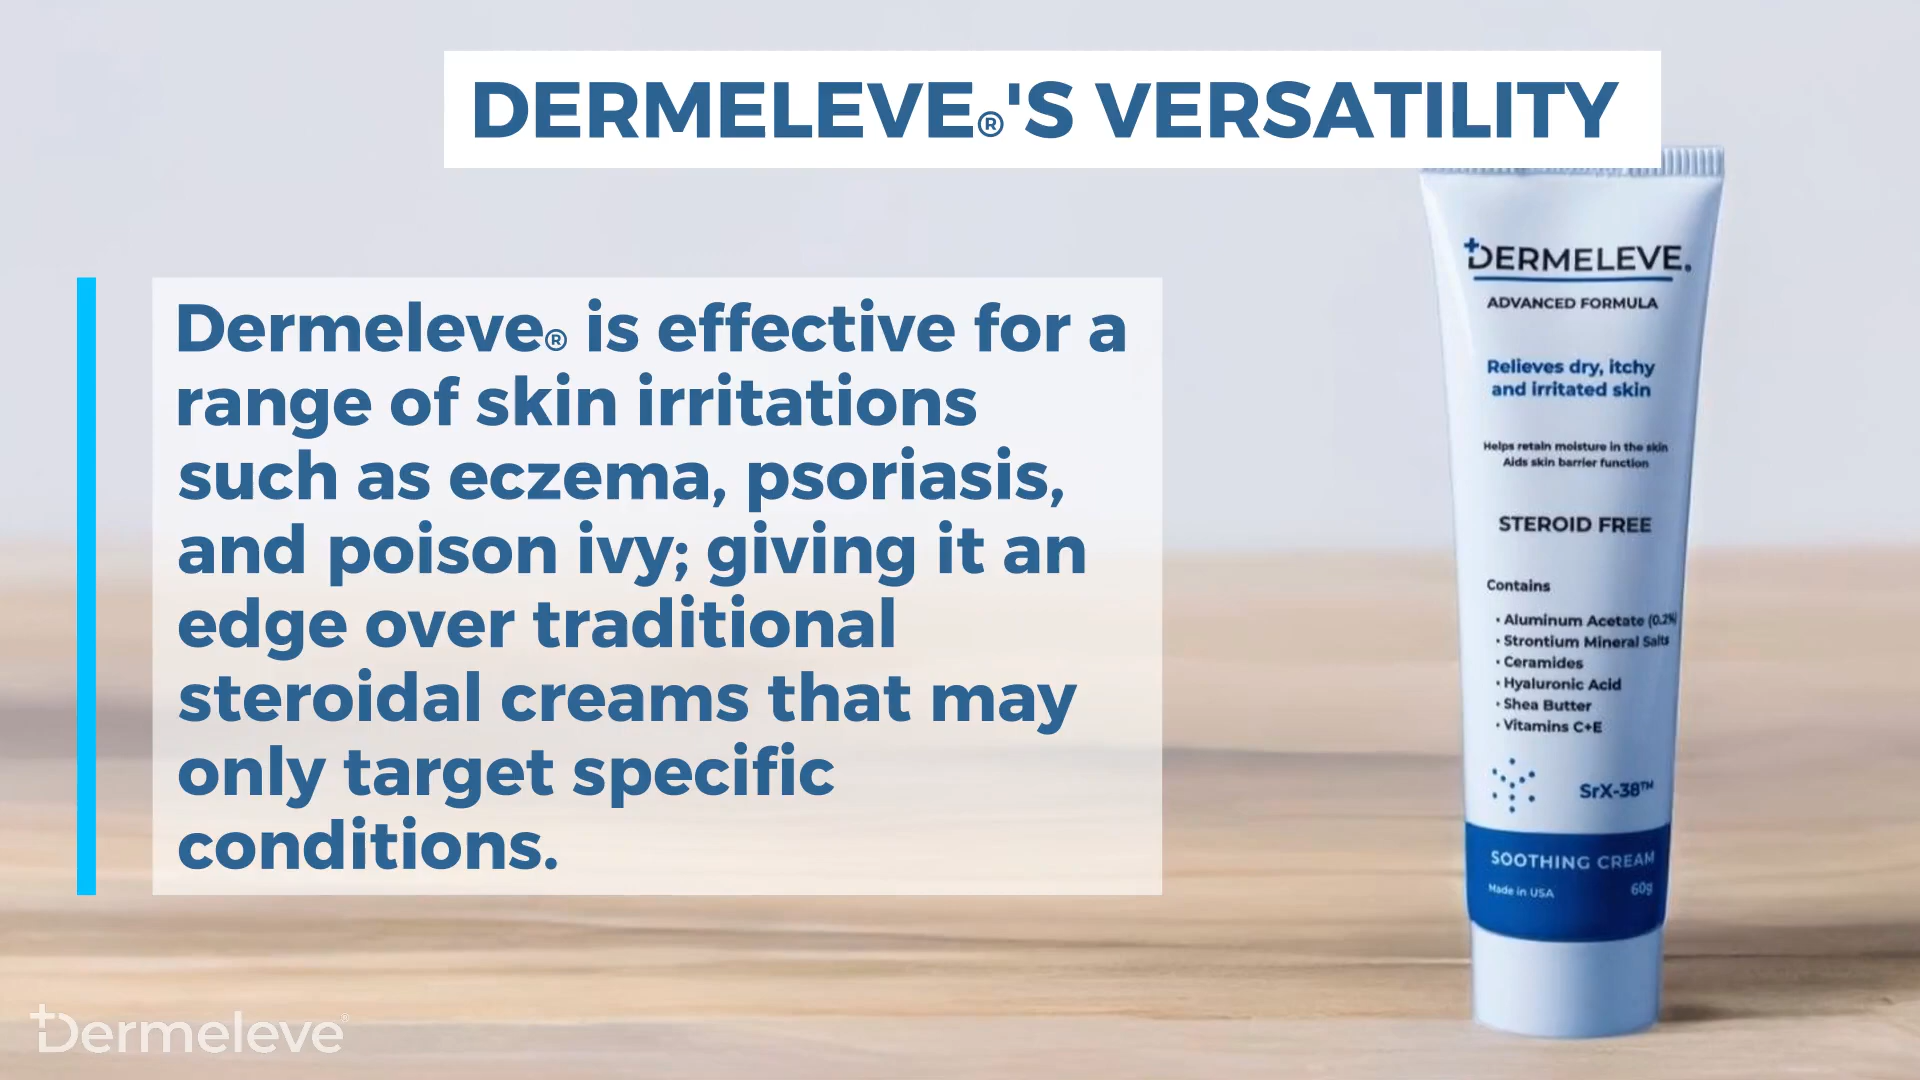 DERMELEVE®'S VERSATILITY
Dermeleve® is effective for a
range of skin irritations
such as eczema, psoriasis,
and poison ivy; giving it an
edge over traditional
steroidal creams that may
only target specific
conditions.
DERMELEVE.
ADVANCED FORMULA
Relieves dry, itchy
and irritated skin
Helps retain moisture in the skin
Aids skin barrier function
STEROID FREE
Contains
• Aluminum Acetate (0.2%)
• Strontium Mineral Salts
• Ceramides
• Hyaluronic Acid
• Shea Butter
• Vitamins C+E
SrX-38™
SOOTHING CREAM
Made in USA 60g
Dermeleve®